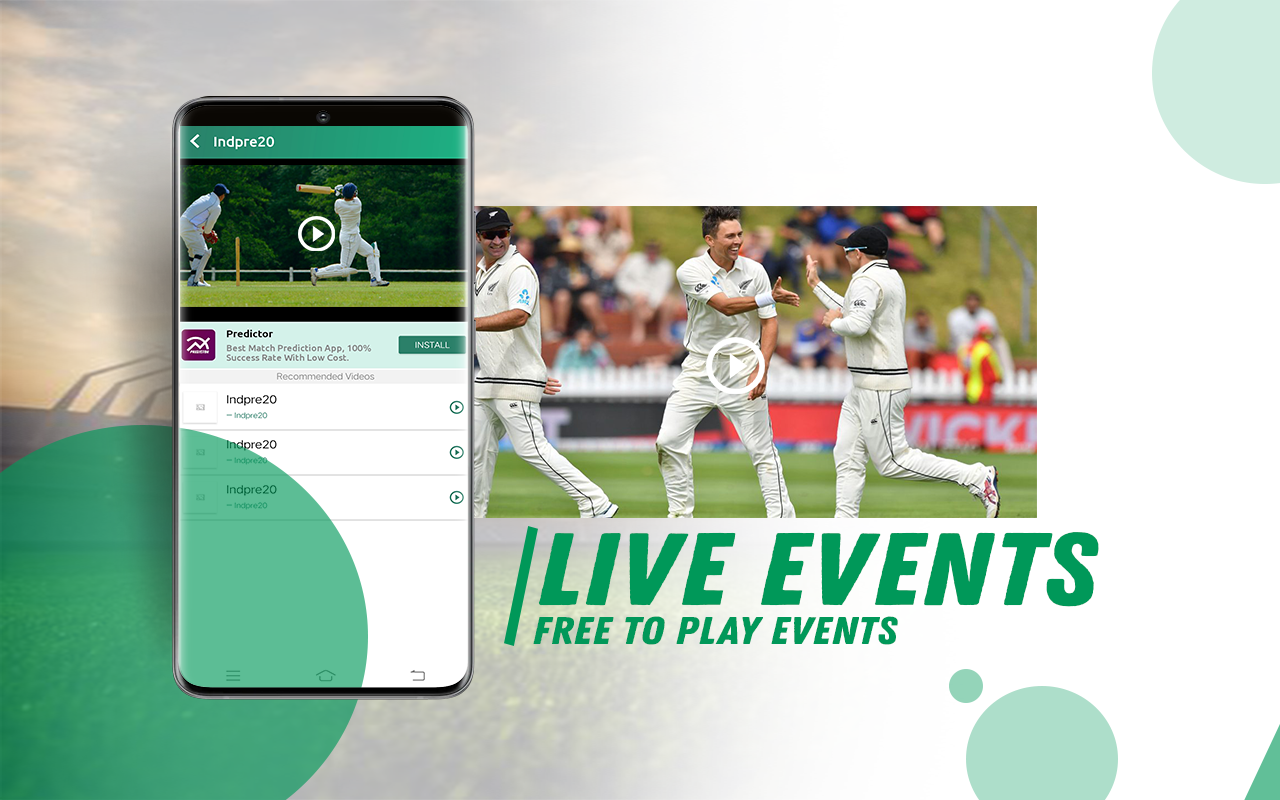 Indpre20
PREDICTOR
Predictor
Best Match Prediction App, 100%
Success Rate With Low Cost.
INSTALL
Recommended Videos
Indpre20
– Indpre20
Indpre20
– Indpre20
Indpre20
– Indpre20
LIVE EVENTS
FREE TO PLAY EVENTS